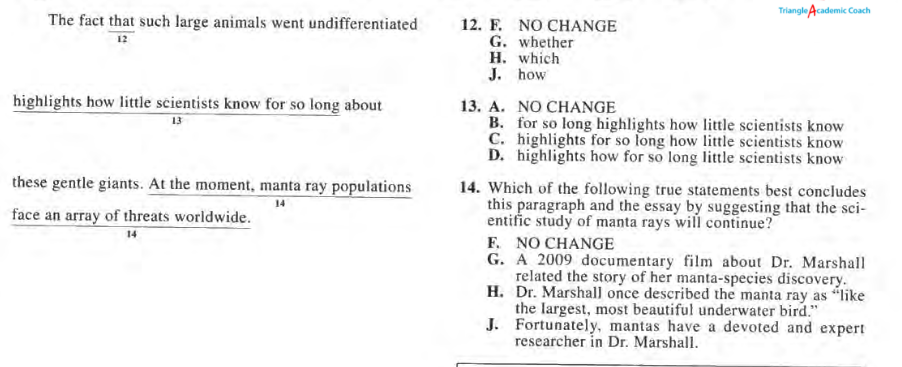 Triangle Academic Coach
The fact that such large animals went undifferentiated
12
highlights how little scientists know for so long about
13
these gentle giants. At the moment, manta ray populations
14
face an array of threats worldwide.
14
12. F. NO CHANGE
G. whether
H. which
J. how
13. A. NO CHANGE
B. for so long highlights how little scientists know
C. highlights for so long how little scientists know
D. highlights how for so long little scientists know
14. Which of the following true statements best concludes
this paragraph and the essay by suggesting that the sci-
entific study of manta rays will continue?
F. NO CHANGE
G. A 2009 documentary film about Dr. Marshall
related the story of her manta-species discovery.
H. Dr. Marshall once described the manta ray as “like
the largest, most beautiful underwater bird.”
J. Fortunately, mantas have a devoted and expert
researcher in Dr. Marshall.